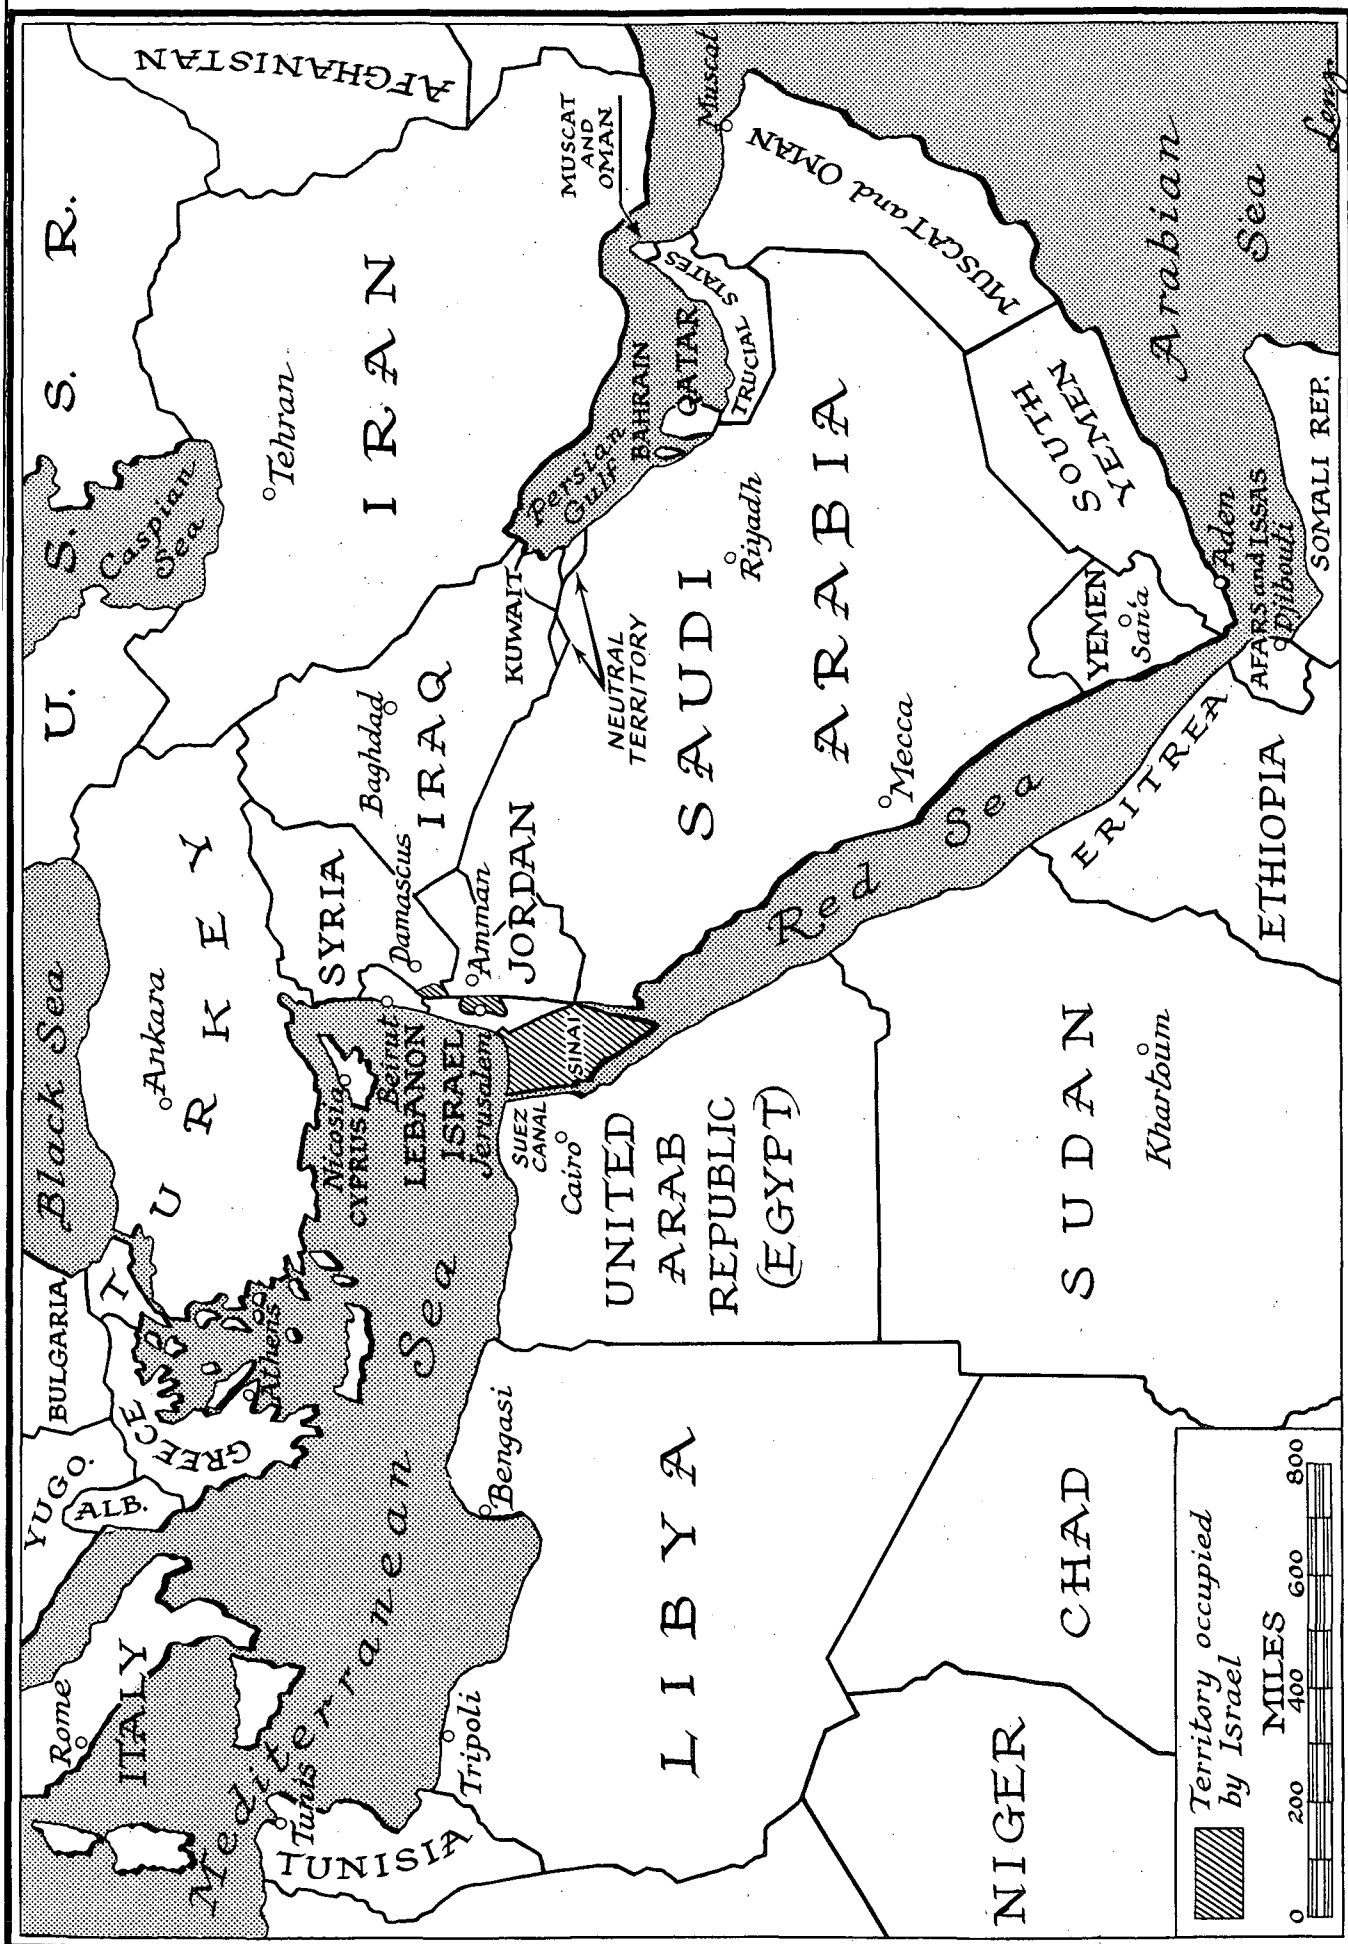 YUGO.
ALB.
BULGARIA
GREECE
Athens
T
U R K E Y
Ankara
Black Sea
U. S. S. R.
Caspian
Sea
AFGHANISTAN
Rome
ITALY
Mediterranean Sea
Tunis
TUNISIA
Tripoli
Bengasi
Nicosia
CYPRUS
Beirut
LEBANON
ISRAEL
Jerusalem
SYRIA
Damascus
Amman
JORDAN
Baghdad
IRAQ
Tehran
IRAN
KUWAIT
NEUTRAL
TERRITORY
Persian
Gulf
BAHRAIN
QATAR
TRUCIAL STATES
MUSCAT
AND
OMAN
Muscat
MUSCAT and OMAN
SUEZ
CANAL
SINAI
Cairo
UNITED
ARAB
REPUBLIC
(EGYPT)
LIBYA
SAUDI
ARABIA
Riyadh
Mecca
Red Sea
NIGER
CHAD
SUDAN
Khartoum
ERITREA
ETHIOPIA
YEMEN
San'a
SOUTH
YEMEN
Aden
AFARS and ISSAS
Djibouti
SOMALI REP.
Arabian
Sea
Lenz
Territory occupied
by Israel
MILES
0 200 400 600 800